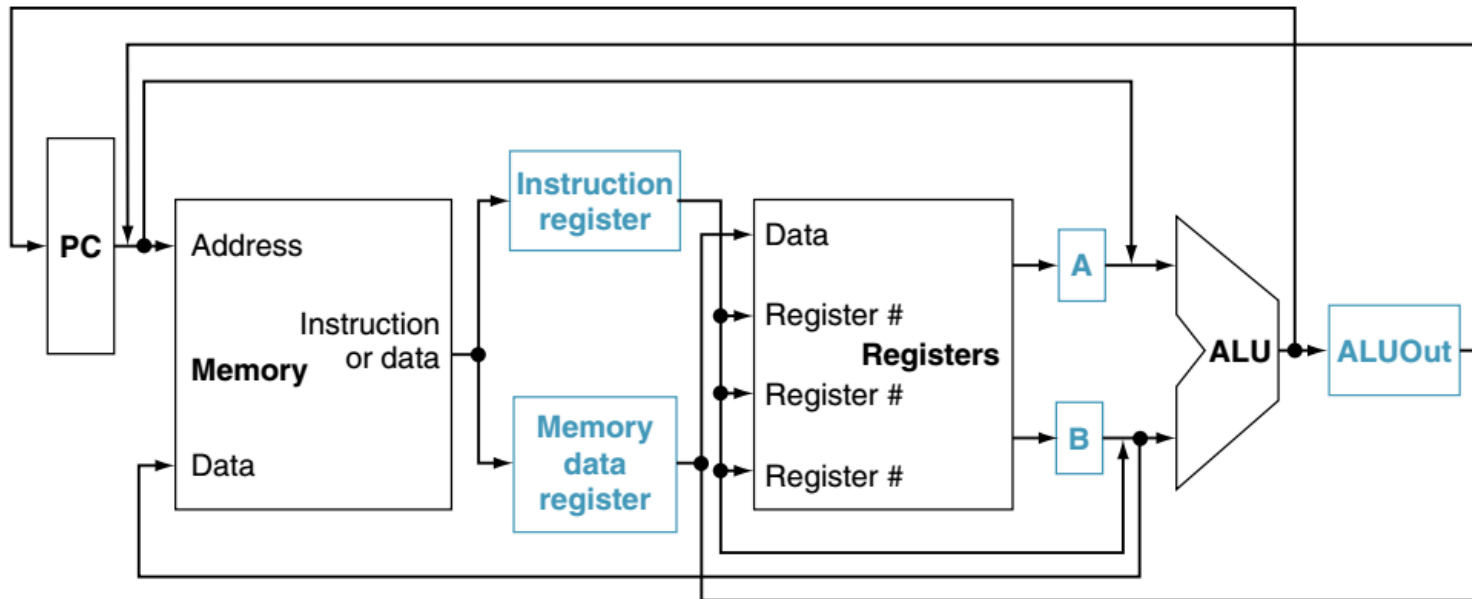 PC
Address
Instruction
or data
Memory
Data
Instruction
register
Memory
data
register
Data
Register #
Registers
Register #
Register #
A
B
ALU
ALUOut